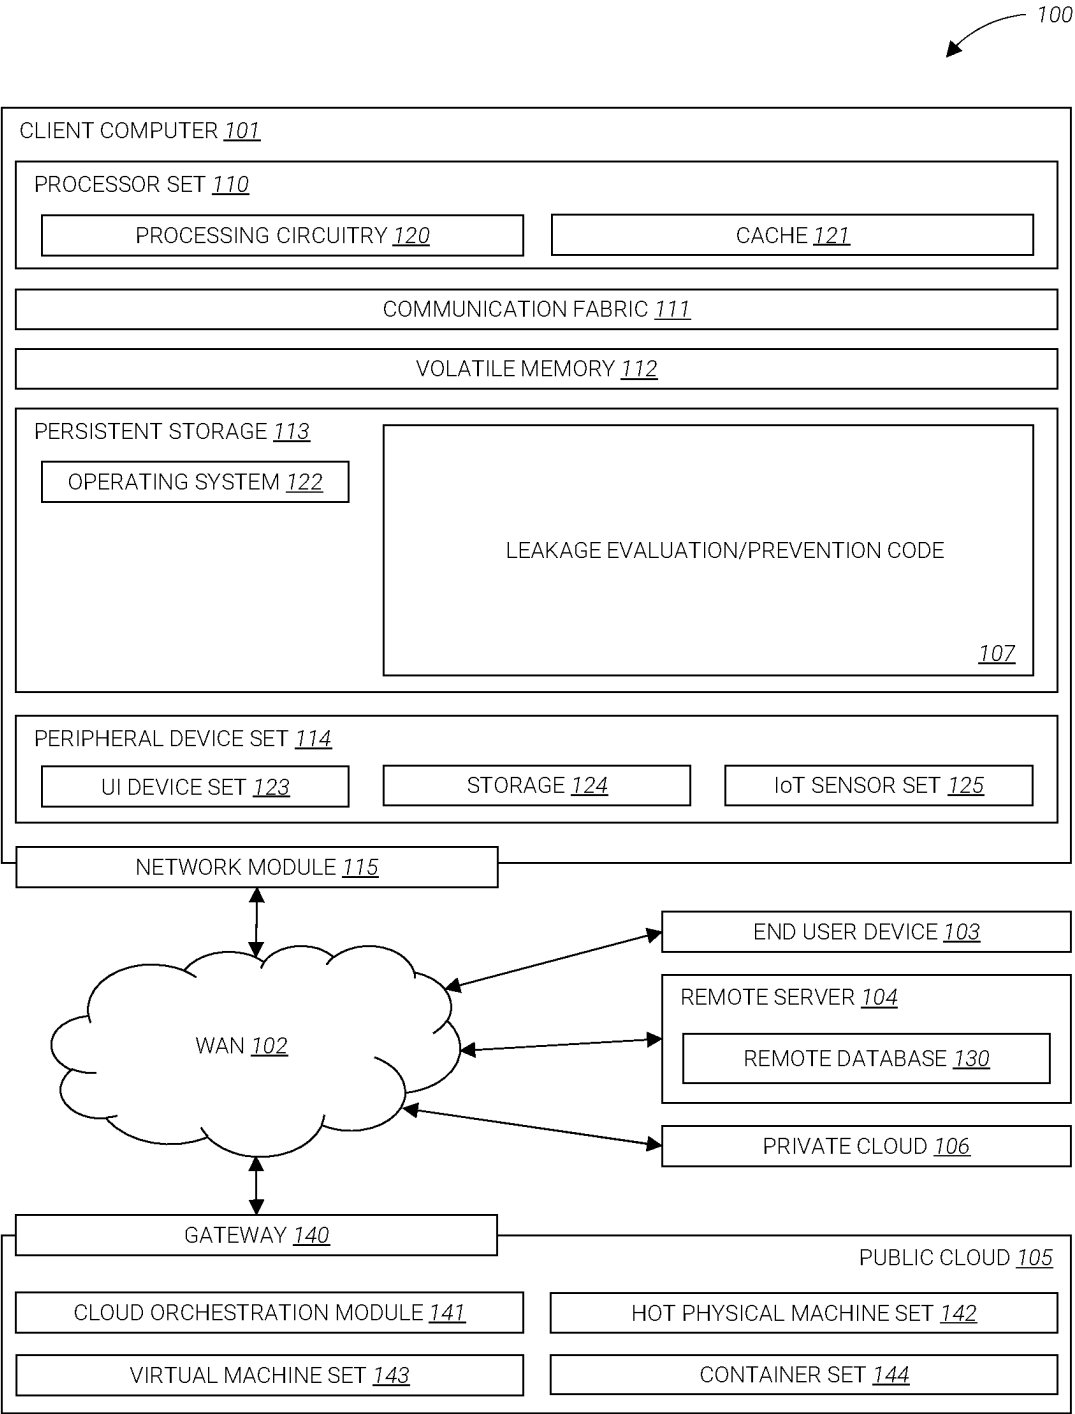 100
CLIENT COMPUTER 101
PROCESSOR SET 110
PROCESSING CIRCUITRY 120
CACHE 121
COMMUNICATION FABRIC 111
VOLATILE MEMORY 112
PERSISTENT STORAGE 113
OPERATING SYSTEM 122
LEAKAGE EVALUATION/PREVENTION CODE
107
PERIPHERAL DEVICE SET 114
UI DEVICE SET 123
STORAGE 124
IoT SENSOR SET 125
NETWORK MODULE 115
END USER DEVICE 103
REMOTE SERVER 104
WAN 102
REMOTE DATABASE 130
PRIVATE CLOUD 106
GATEWAY 140
PUBLIC CLOUD 105
CLOUD ORCHESTRATION MODULE 141
HOT PHYSICAL MACHINE SET 142
VIRTUAL MACHINE SET 143
CONTAINER SET 144